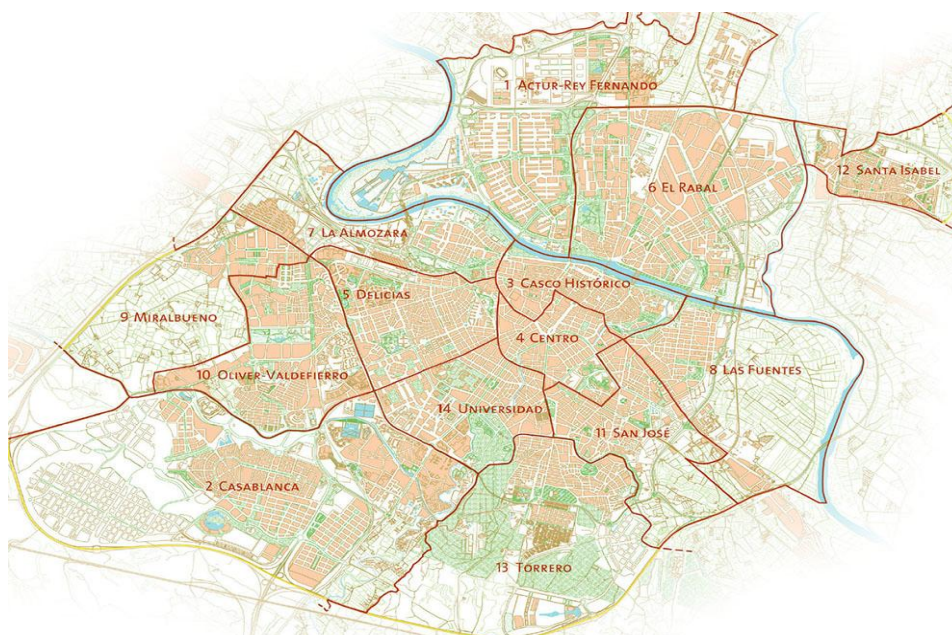 1 ACTUR-REY FERNANDO
12 SANTA ISABEL
6 EL RABAL
7 LA ALMOZARA
3 CASCO HISTÓRICO
5 DELICIAS
9 MIRALBUENO
4 CENTRO
10 OLIVER-VALDEFIERRO
8 LAS FUENTES
14 UNIVERSIDAD
11 SAN JOSÉ
2 CASABLANCA
13 TORRERO